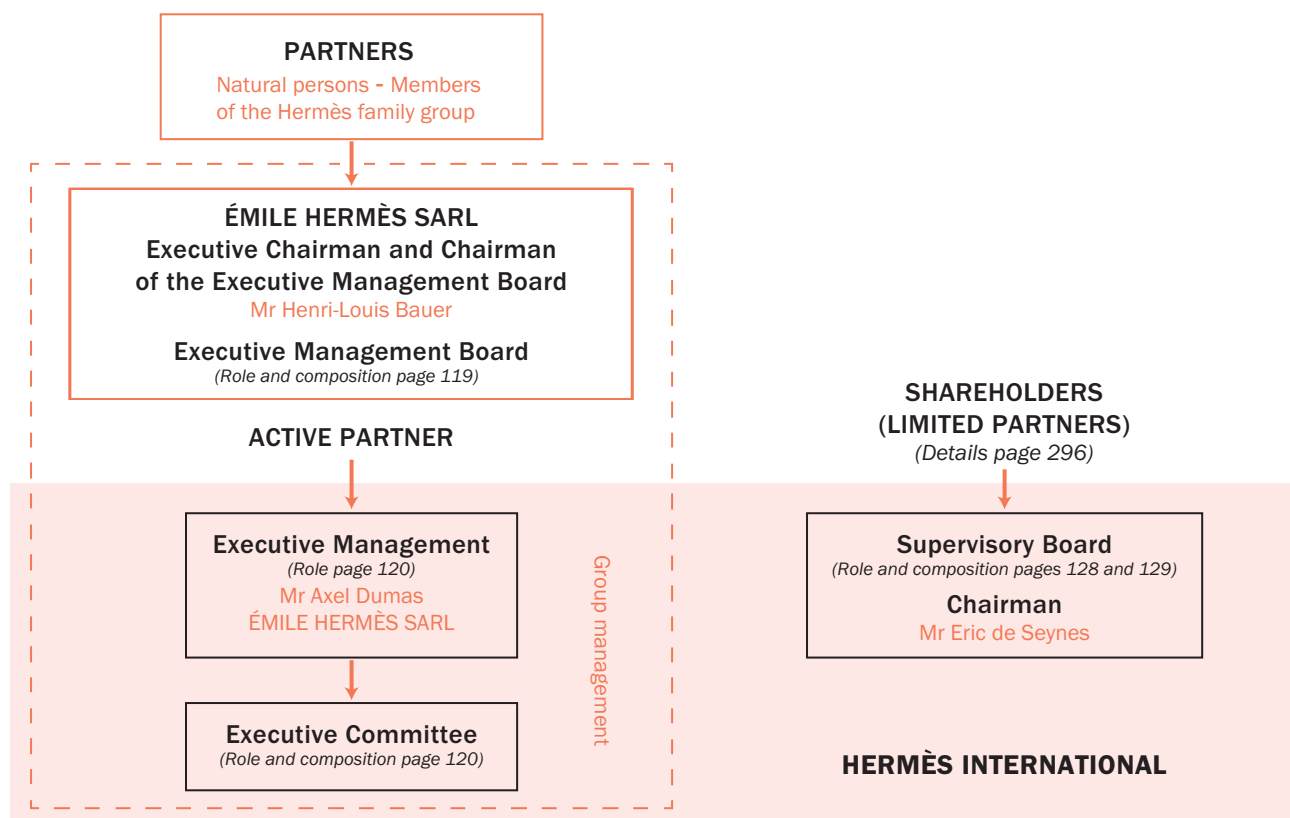 PARTNERS
Natural persons - Members
of the Hermès family group
ÉMILE HERMÈS SARL
Executive Chairman and Chairman
of the Executive Management Board
Mr Henri-Louis Bauer
Executive Management Board
(Role and composition page 119)
ACTIVE PARTNER
SHAREHOLDERS
(LIMITED PARTNERS)
(Details page 296)
Executive Management
(Role page 120)
Mr Axel Dumas
ÉMILE HERMÈS SARL
Executive Committee
(Role and composition page 120)
Group management
Supervisory Board
(Role and composition pages 128 and 129)
Chairman
Mr Eric de Seynes
HERMÈS INTERNATIONAL